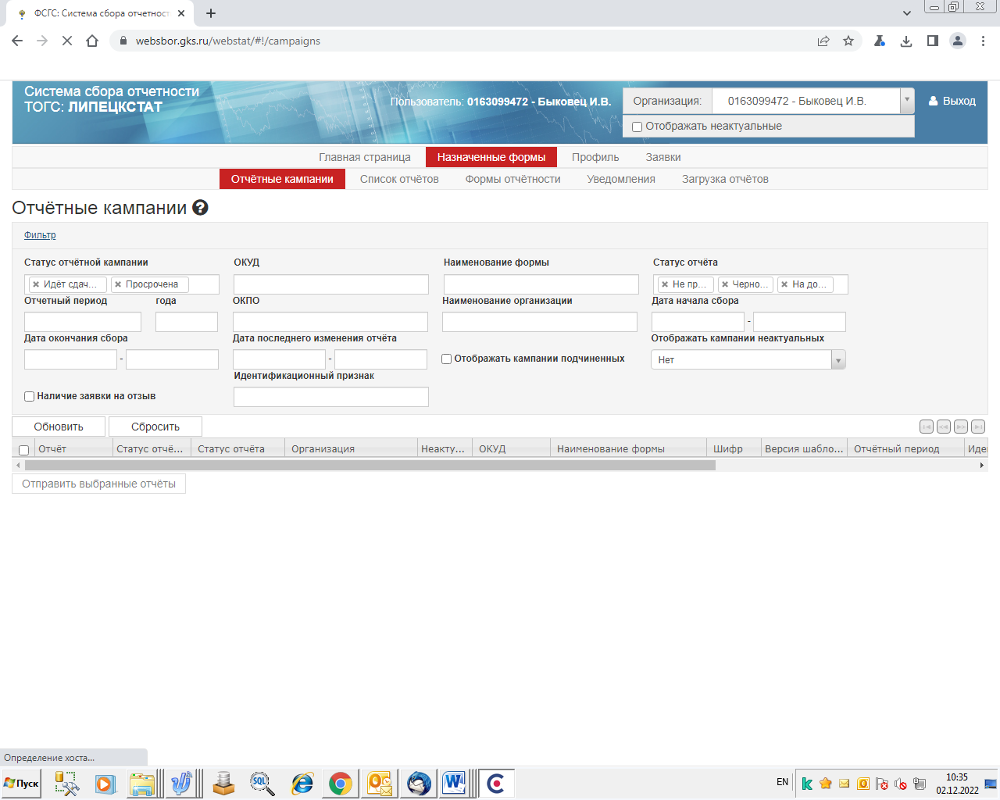 ФСГС: Система сбора отчетност
websbor.gks.ru/webstat/#!/campaigns
Система сбора отчетности
ТОГС: ЛИПЕЦКСТАТ
Пользователь: 0163099472 - Быковец И.В.
Организация: 0163099472 - Быковец И.В.
Выход
Отображать неактуальные
Главная страница Назначенные формы Профиль Заявки
Отчётные кампании Список отчётов Формы отчётности Уведомления Загрузка отчётов
Отчётные кампании ?
Фильтр
Статус отчётной кампании ОКУД Наименование формы Статус отчёта
Идёт сдач... Просрочена Не пр... Черно... На до...
Отчетный период года ОКПО Наименование организации Дата начала сбора
- 
Дата окончания сбора Дата последнего изменения отчёта Отображать кампании неактуальных
- - Отображать кампании подчиненных Нет
Идентификационный признак
Наличие заявки на отзыв
Обновить Сбросить
Отчёт Статус отчё... Статус отчёта Организация Неакту... ОКУД Наименование формы Шифр Версия шабло... Отчётный период Иде
Отправить выбранные отчёты
Определение хоста...
Пуск
SQL
EN
10:35
02.12.2022